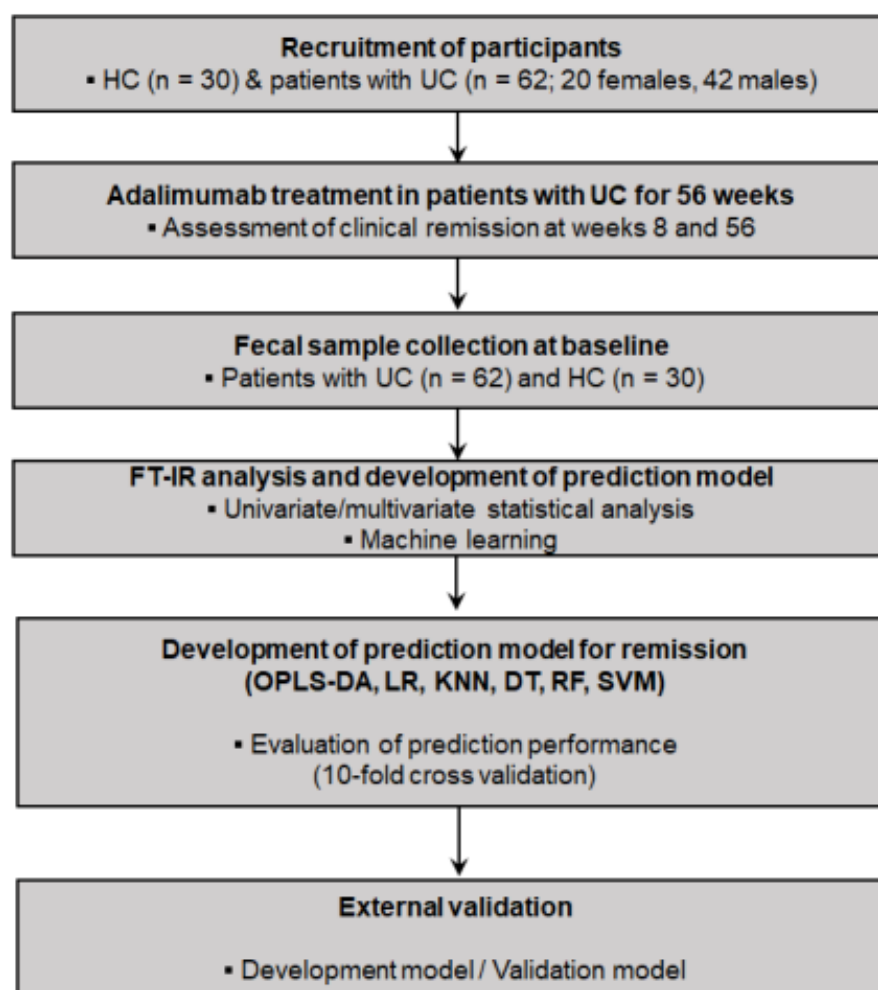 Recruitment of participants
▪ HC (n = 30) & patients with UC (n = 62; 20 females, 42 males)
Adalimumab treatment in patients with UC for 56 weeks
▪ Assessment of clinical remission at weeks 8 and 56
Fecal sample collection at baseline
▪ Patients with UC (n = 62) and HC (n = 30)
FT-IR analysis and development of prediction model
▪ Univariate/multivariate statistical analysis
▪ Machine learning
Development of prediction model for remission
(OPLS-DA, LR, KNN, DT, RF, SVM)
▪ Evaluation of prediction performance
(10-fold cross validation)
External validation
▪ Development model / Validation model